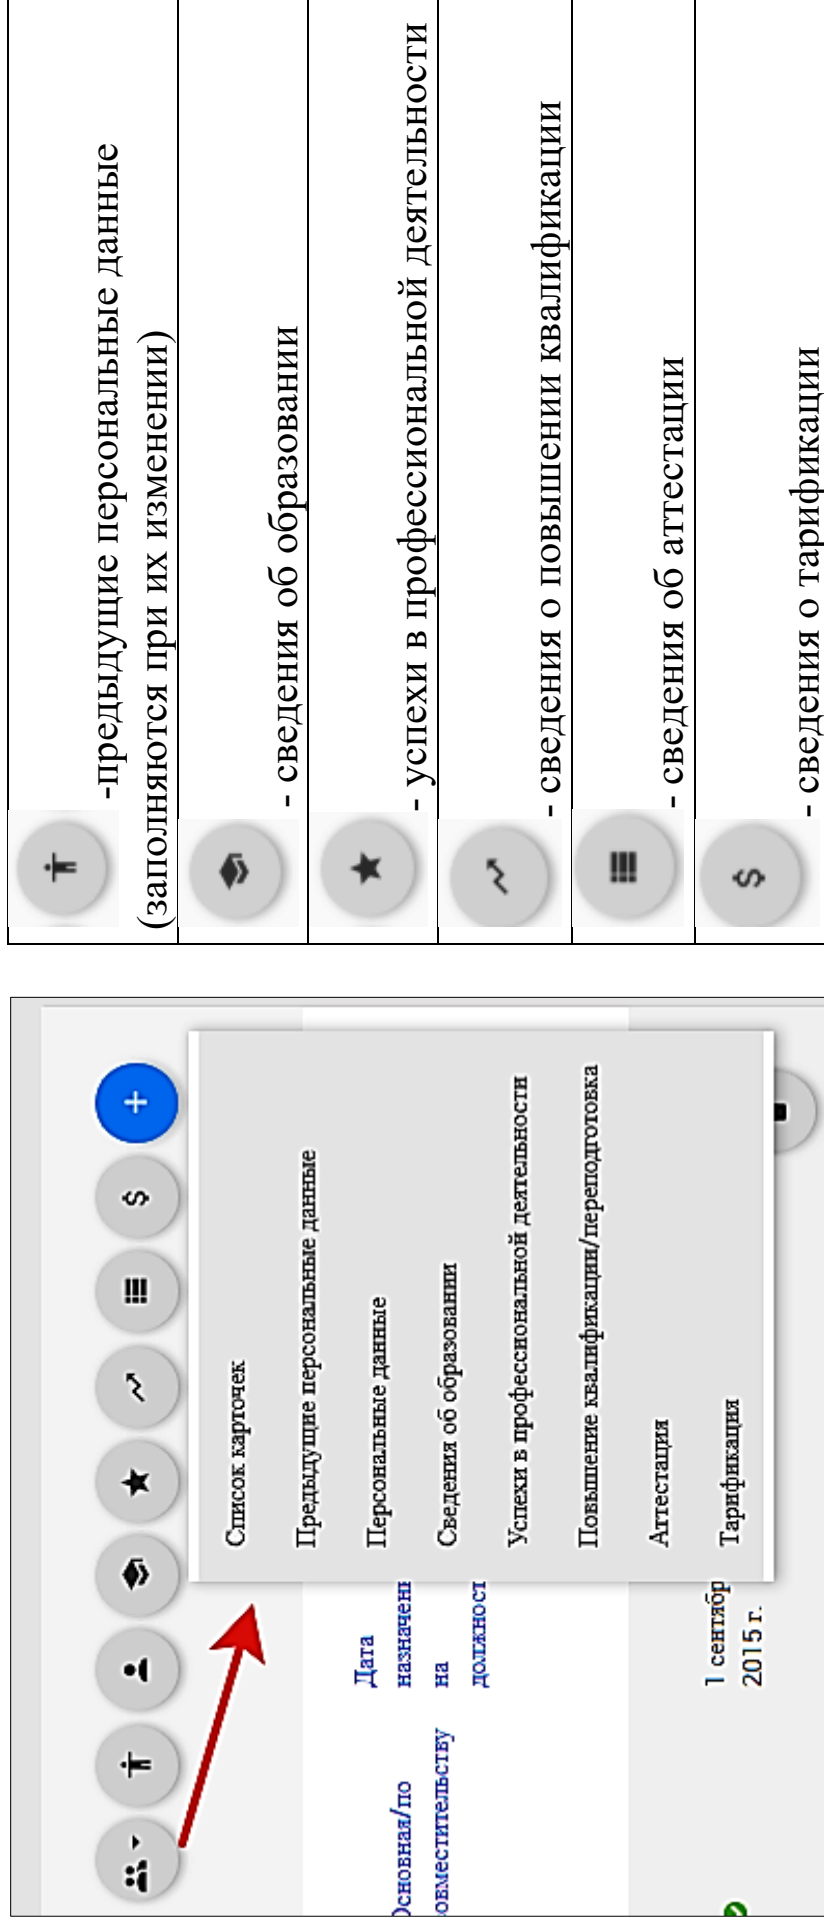 Список карточек
Предыдущие персональные данные
Персональные данные
Сведения об образовании
Успехи в профессиональной деятельности
Повышение квалификации/переподготовка
Аттестация
Тарификация
Основная/по
Дата
назначени
на
должност
1 сентябр
2015 г.
-предыдущие персональные данные
(заполняются при их изменении)
- сведения об образовании
- успехи в профессиональной деятельности
- сведения о повышении квалификации
- сведения об аттестации
- сведения о тарификации